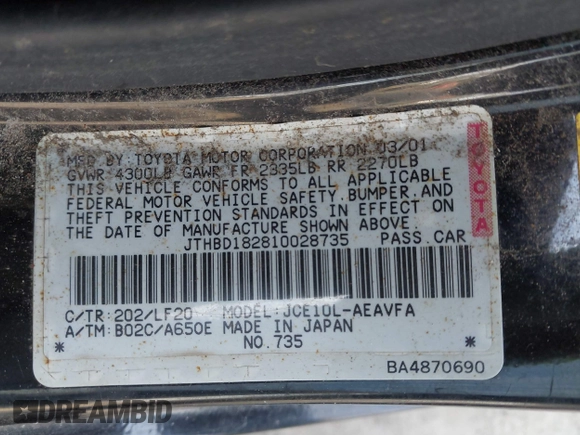 MFD BY: TOYOTA MOTOR CORPORATION 03/01
GVWR 4300LB GAWR FR 2335LB RR 2270LB
THIS VEHICLE CONFORMS TO ALL APPLICABLE
FEDERAL MOTOR VEHICLE SAFETY, BUMPER, AND
THEFT PREVENTION STANDARDS IN EFFECT ON
THE DATE OF MANUFACTURE SHOWN ABOVE.
JTHBD182810028735 PASS.CAR
TOYOTA
C/TR:202/LF20 MODEL:JCE10L-AEAVFA
A/TM:B02C/A650E MADE IN JAPAN
* NO.735 *
BA4870690
DREAMBID